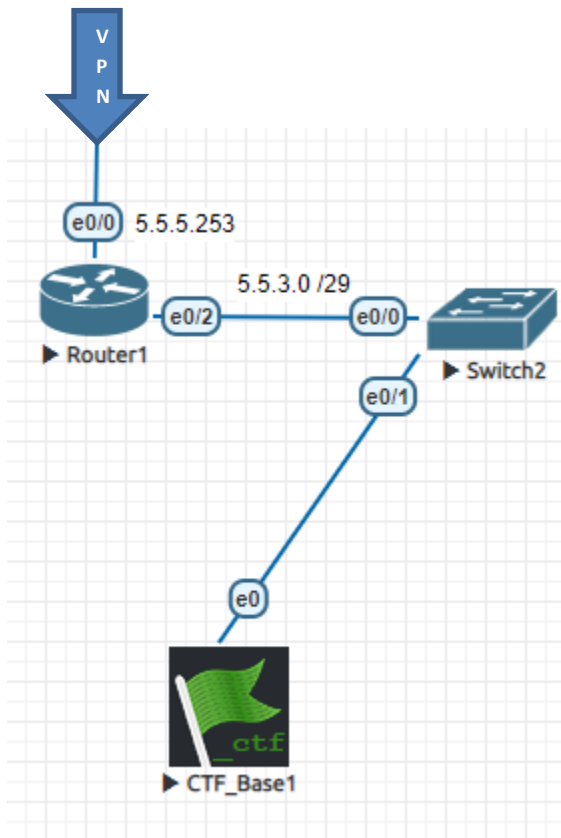 V
P
N
e0/0 5.5.5.253
5.5.3.0 /29
e0/2 e0/0
Router1
Switch2
e0/1
e0
_ctf
CTF_Base1